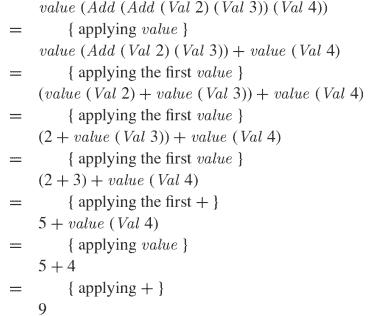 value (Add (Add (Val 2) (Val 3)) (Val 4))
= { applying value }
value (Add (Val 2) (Val 3)) + value (Val 4)
= { applying the first value }
(value (Val 2) + value (Val 3)) + value (Val 4)
= { applying the first value }
(2 + value (Val 3)) + value (Val 4)
= { applying the first value }
(2 + 3) + value (Val 4)
= { applying the first + }
5 + value (Val 4)
= { applying value }
5 + 4
= { applying + }
9